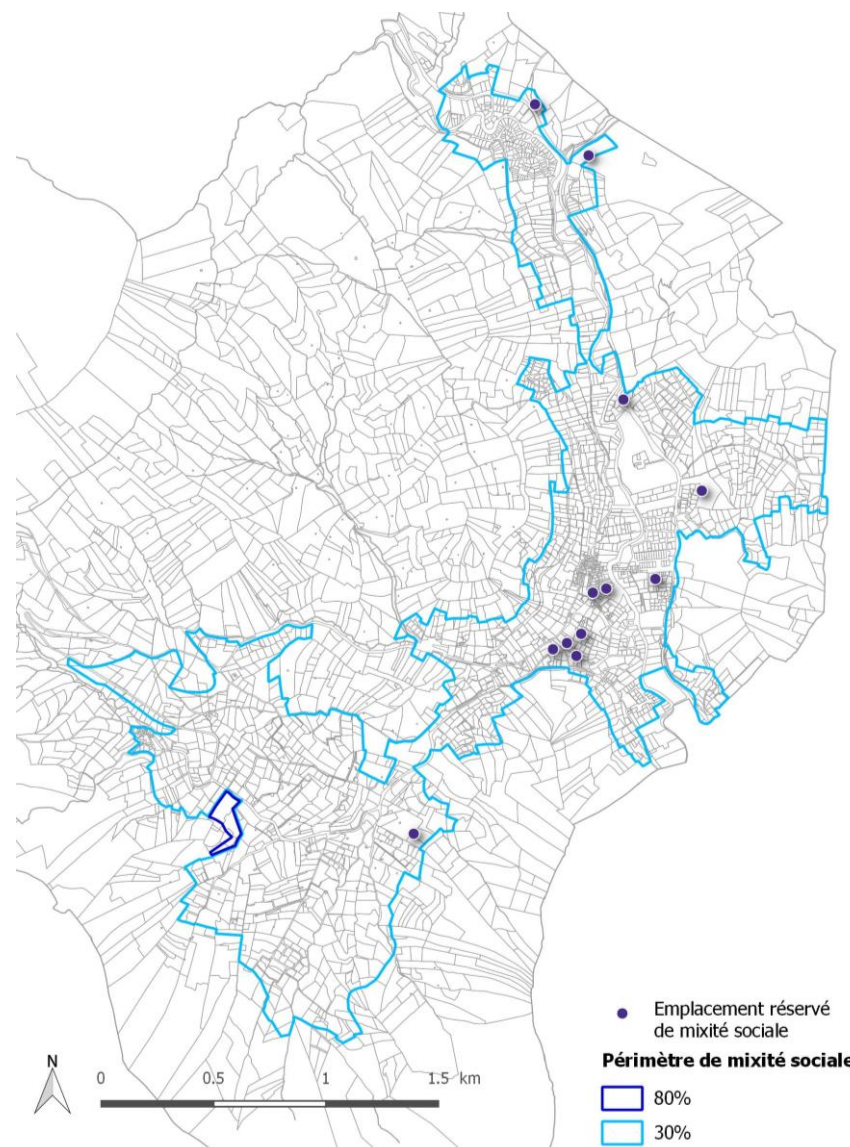 Emplacement réservé
de mixité sociale
Périmètre de mixité sociale
80%
30%
N
0 0.5 1 1.5 km